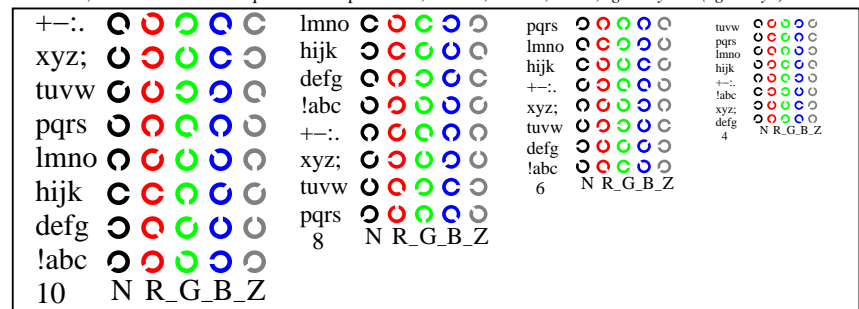 +−:.
xyz;
tuvw
pqrs
lmno
hijk
defg
!abc
10 N R_G_B_Z
lmno
hijk
defg
!abc
+−:.
xyz;
tuvw
pqrs
8 N R_G_B_Z
pqrs
lmno
hijk
+−:.
xyz;
tuvw
defg
!abc
6 N R_G_B_Z
tuvw
pqrs
lmno
hijk
+−:.
!abc
xyz;
defg
4 N R_G_B_Z